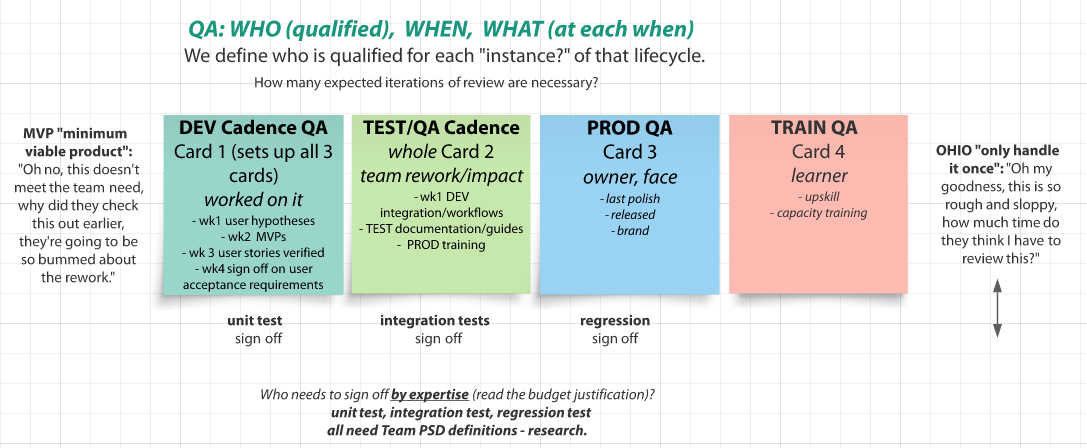 QA: WHO (qualified), WHEN, WHAT (at each when)
We define who is qualified for each "instance?" of that lifecycle.
How many expected iterations of review are necessary?
MVP "minimum
viable product":
"Oh no, this doesn't
meet the team need,
why did they check
this out earlier,
they're going to be
so bummed about
the rework."
DEV Cadence QA
Card 1 (sets up all 3
cards)
worked on it
- wk1 user hypotheses
- wk2 MVPs
- wk 3 user stories verified
- wk4 sign off on user
acceptance requirements
TEST/QA Cadence
whole Card 2
team rework/impact
- wk1 DEV
integration/workflows
- TEST documentation/guides
- PROD training
PROD QA
Card 3
owner, face
- last polish
- released
- brand
TRAIN QA
Card 4
learner
- upskill
- capacity training
OHIO "only handle
it once": "Oh my
goodness, this is so
rough and sloppy,
how much time do
they think I have to
review this?"
unit test
sign off
integration tests
sign off
regression
sign off
Who needs to sign off by expertise (read the budget justification)?
unit test, integration test, regression test
all need Team PSD definitions - research.